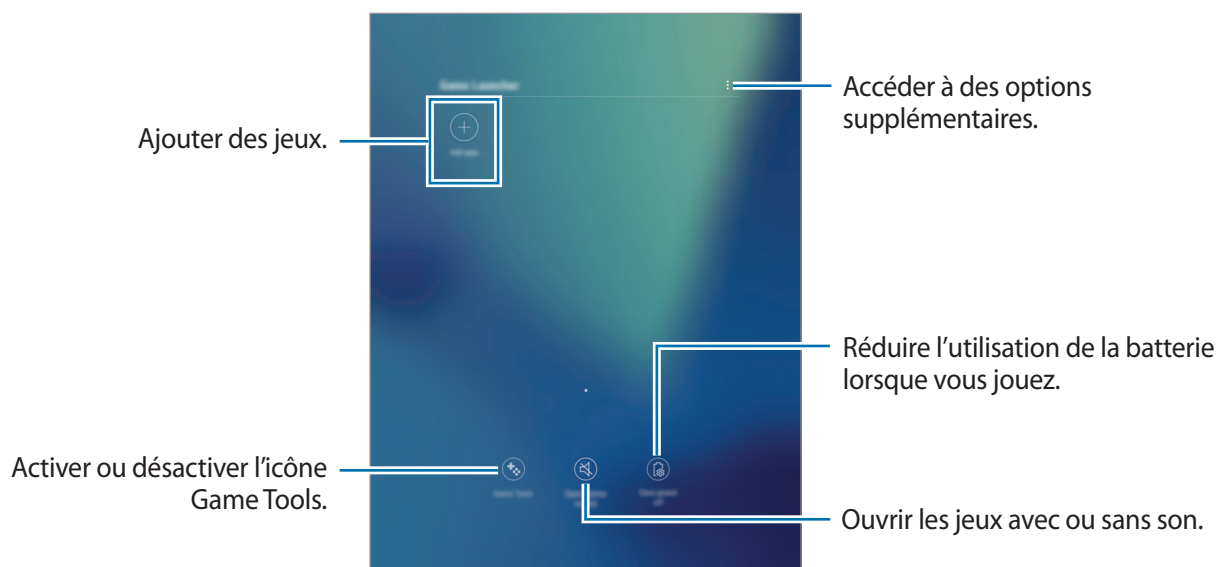 Game Launcher
Accéder à des options
supplémentaires.
Ajouter des jeux.
Réduire l'utilisation de la batterie
lorsque vous jouez.
Activer ou désactiver l'icône
Game Tools.
Game Tools
Ouvrir les jeux avec ou sans son.